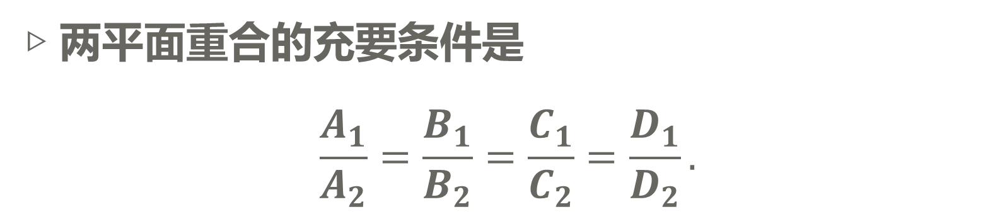 ▷ 两平面重合的充要条件是
A₁/A₂ = B₁/B₂ = C₁/C₂ = D₁/D₂ .